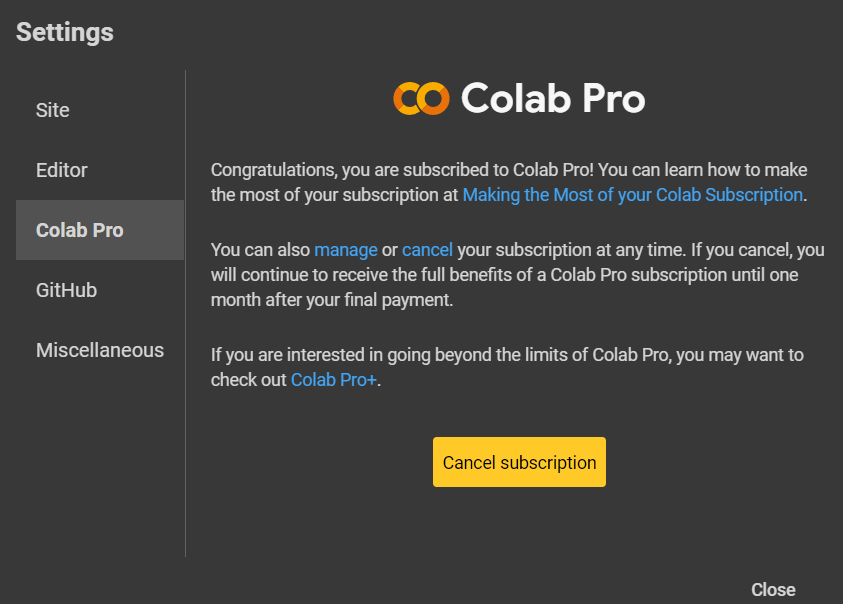 Settings
Site
Editor
Colab Pro
GitHub
Miscellaneous
CO Colab Pro
Congratulations, you are subscribed to Colab Pro! You can learn how to make
the most of your subscription at Making the Most of your Colab Subscription.
You can also manage or cancel your subscription at any time. If you cancel, you
will continue to receive the full benefits of a Colab Pro subscription until one
month after your final payment.
If you are interested in going beyond the limits of Colab Pro, you may want to
check out Colab Pro+.
Cancel subscription
Close